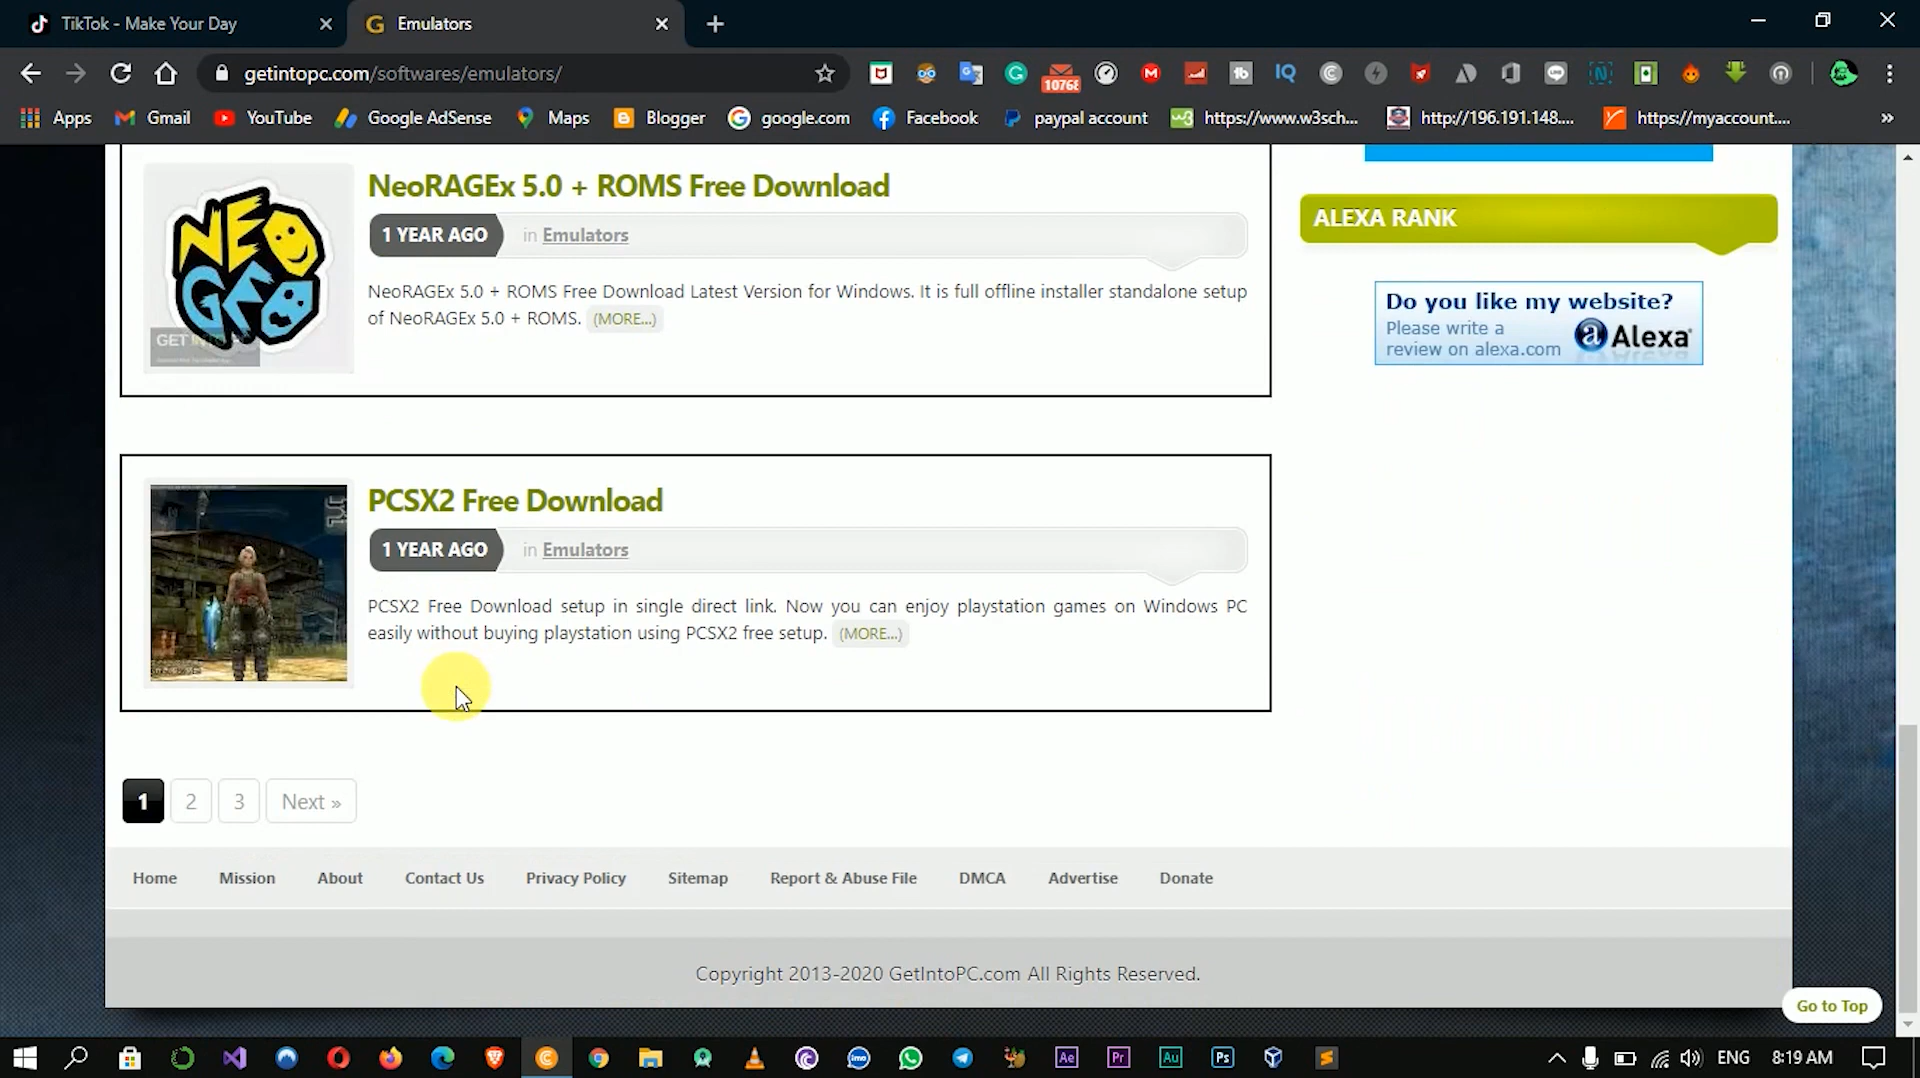 TikTok - Make Your Day
Emulators
getintopc.com/softwares/emulators/
10768
Apps
Gmail
YouTube
Google AdSense
Maps
Blogger
google.com
Facebook
paypal account
https://www.w3sch...
http://196.191.148....
https://myaccount....
»
NeoRAGEx 5.0 + ROMS Free Download
1 YEAR AGO
in Emulators
NeoRAGEx 5.0 + ROMS Free Download Latest Version for Windows. It is full offline installer standalone setup
of NeoRAGEx 5.0 + ROMS. (MORE...)
NEO
GEO
ALEXA RANK
Do you like my website?
Please write a
review on alexa.com
Alexa
PCSX2 Free Download
1 YEAR AGO
in Emulators
PCSX2 Free Download setup in single direct link. Now you can enjoy playstation games on Windows PC
easily without buying playstation using PCSX2 free setup. (MORE...)
1
2
3
Next »
Home
Mission
About
Contact Us
Privacy Policy
Sitemap
Report & Abuse File
DMCA
Advertise
Donate
Copyright 2013-2020 GetIntoPC.com All Rights Reserved.
Go to Top
ENG
8:19 AM